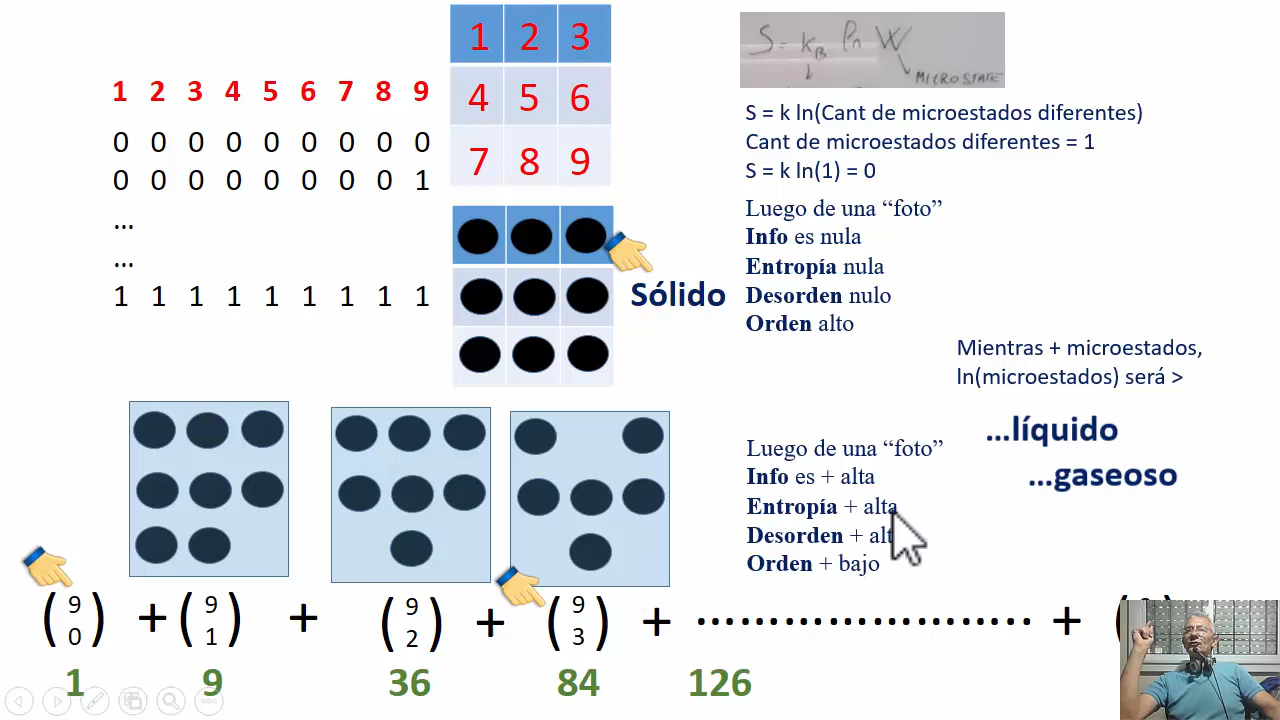 1 2 3
4 5 6
7 8 9
1 2 3 4 5 6 7 8 9
0 0 0 0 0 0 0 0 0
0 0 0 0 0 0 0 0 1
...
...
1 1 1 1 1 1 1 1 1
Sólido
S = k_B ln W
MICROSTATE
S = k ln(Cant de microestados diferentes)
Cant de microestados diferentes = 1
S = k ln(1) = 0
Luego de una “foto”
Info es nula
Entropía nula
Desorden nulo
Orden alto
Mientras + microestados,
ln(microestados) será >
...líquido
...gaseoso
Luego de una “foto”
Info es + alta
Entropía + alta
Desorden + alt
Orden + bajo
(9 0) + (9 1) + (9 2) + (9 3) + ........................... + (
1 9 36 84 126